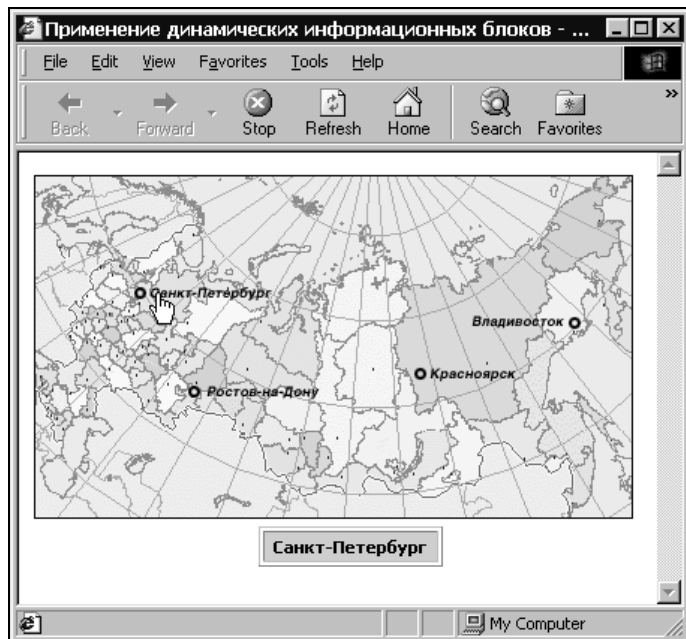 Применение динамических информационных блоков - ...
File Edit View Favorites Tools Help
Back Forward Stop Refresh Home Search Favorites »
Санкт-Петербург
Владивосток
Красноярск
Ростов-на-Дону
Санкт-Петербург
My Computer